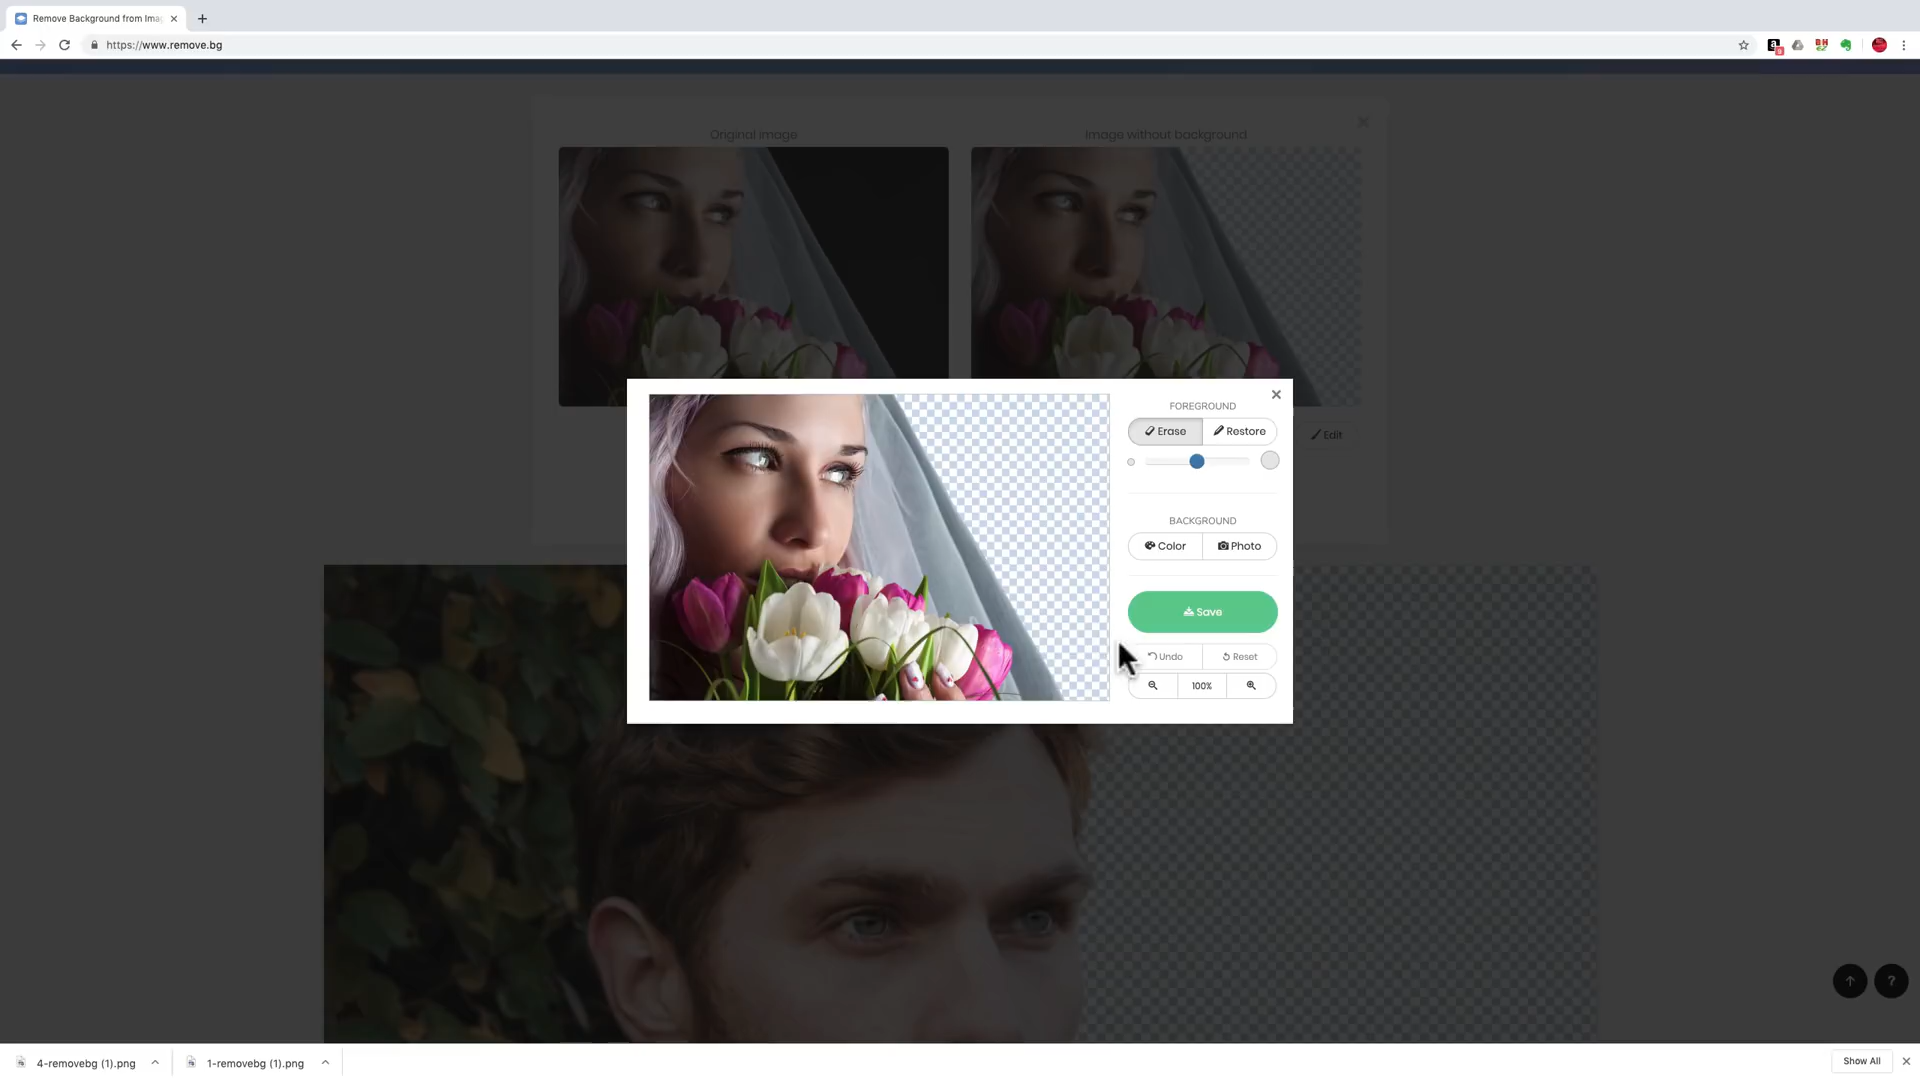 Remove Background from Ima
https://www.remove.bg
a
9
Original image
Image without background
FOREGROUND
Erase
Restore
Edit
BACKGROUND
Color
Photo
Save
Undo
Reset
100%
?
4-removebg (1).png
1-removebg (1).png
Show All